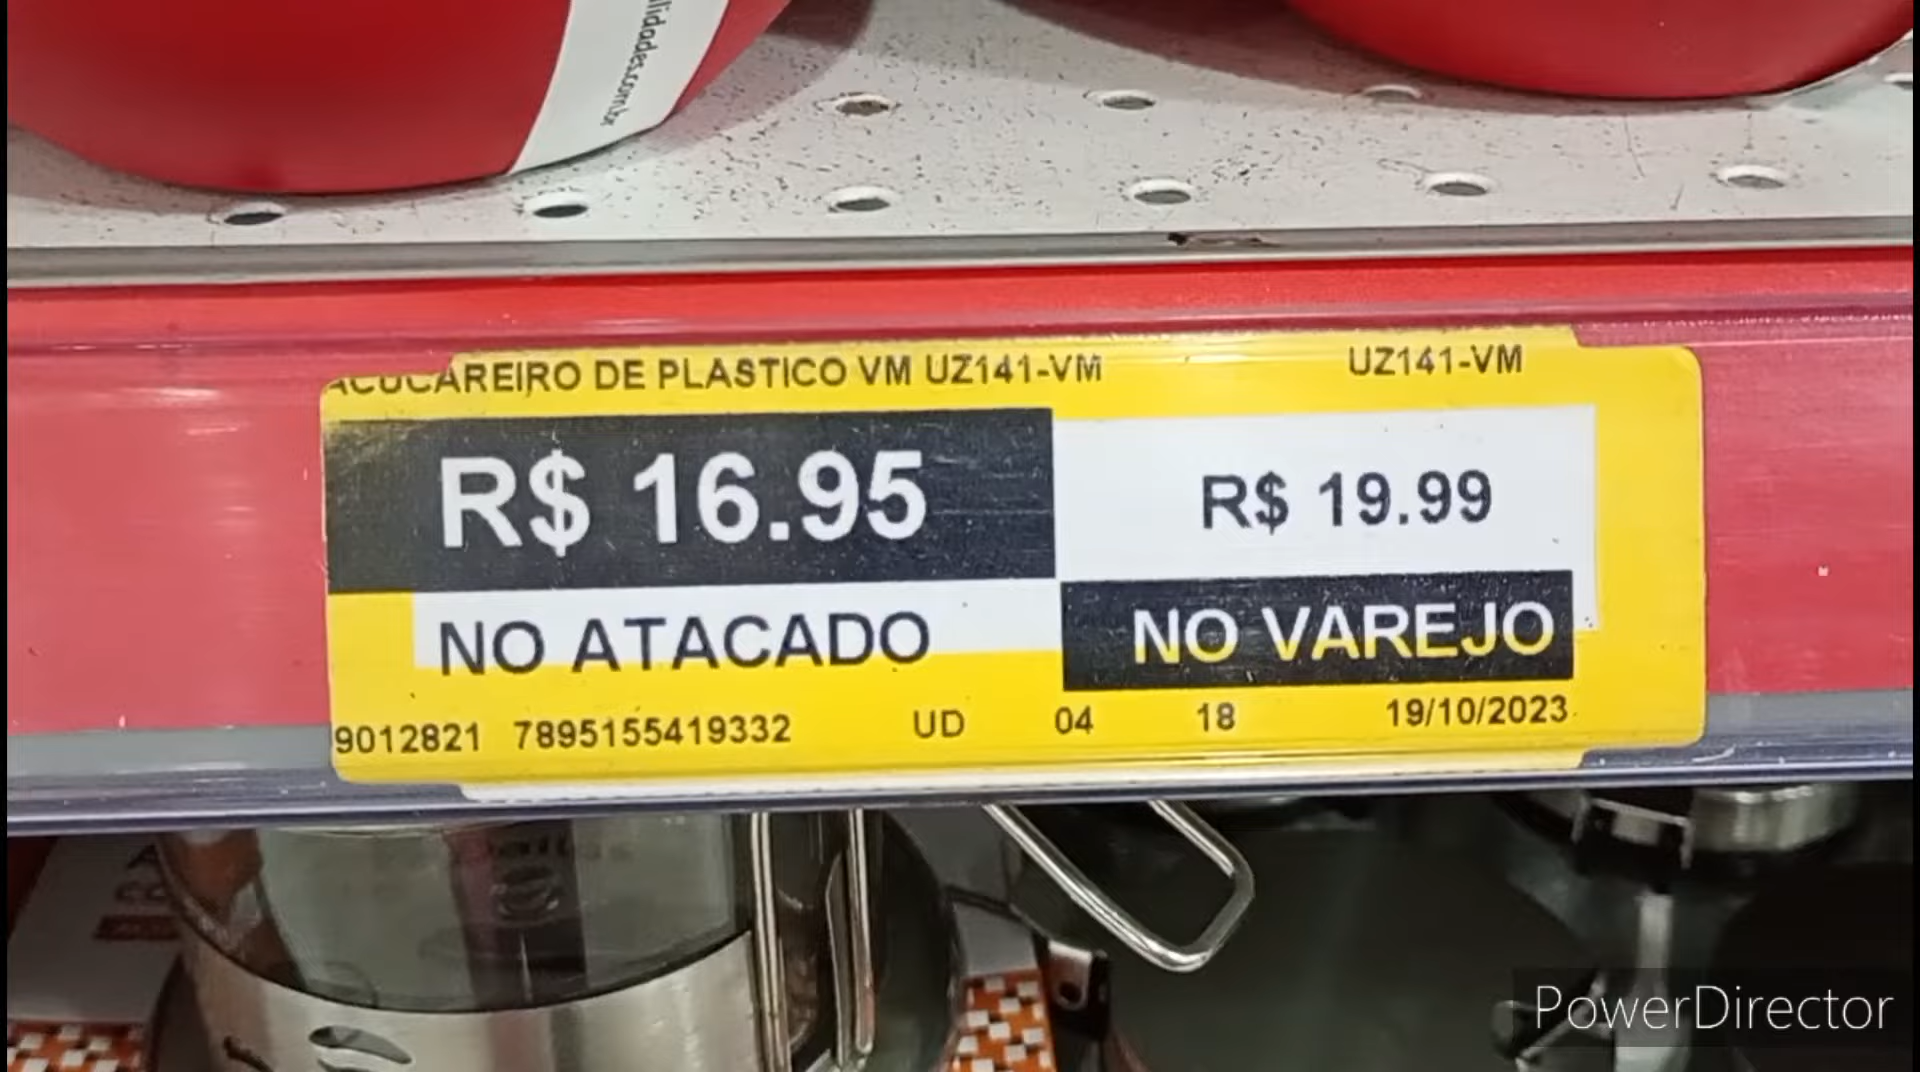 ACUCAREIRO DE PLASTICO VM UZ141-VM UZ141-VM
R$ 16.95
R$ 19.99
NO ATACADO
NO VAREJO
9012821 7895155419332 UD 04 18 19/10/2023
PowerDirector